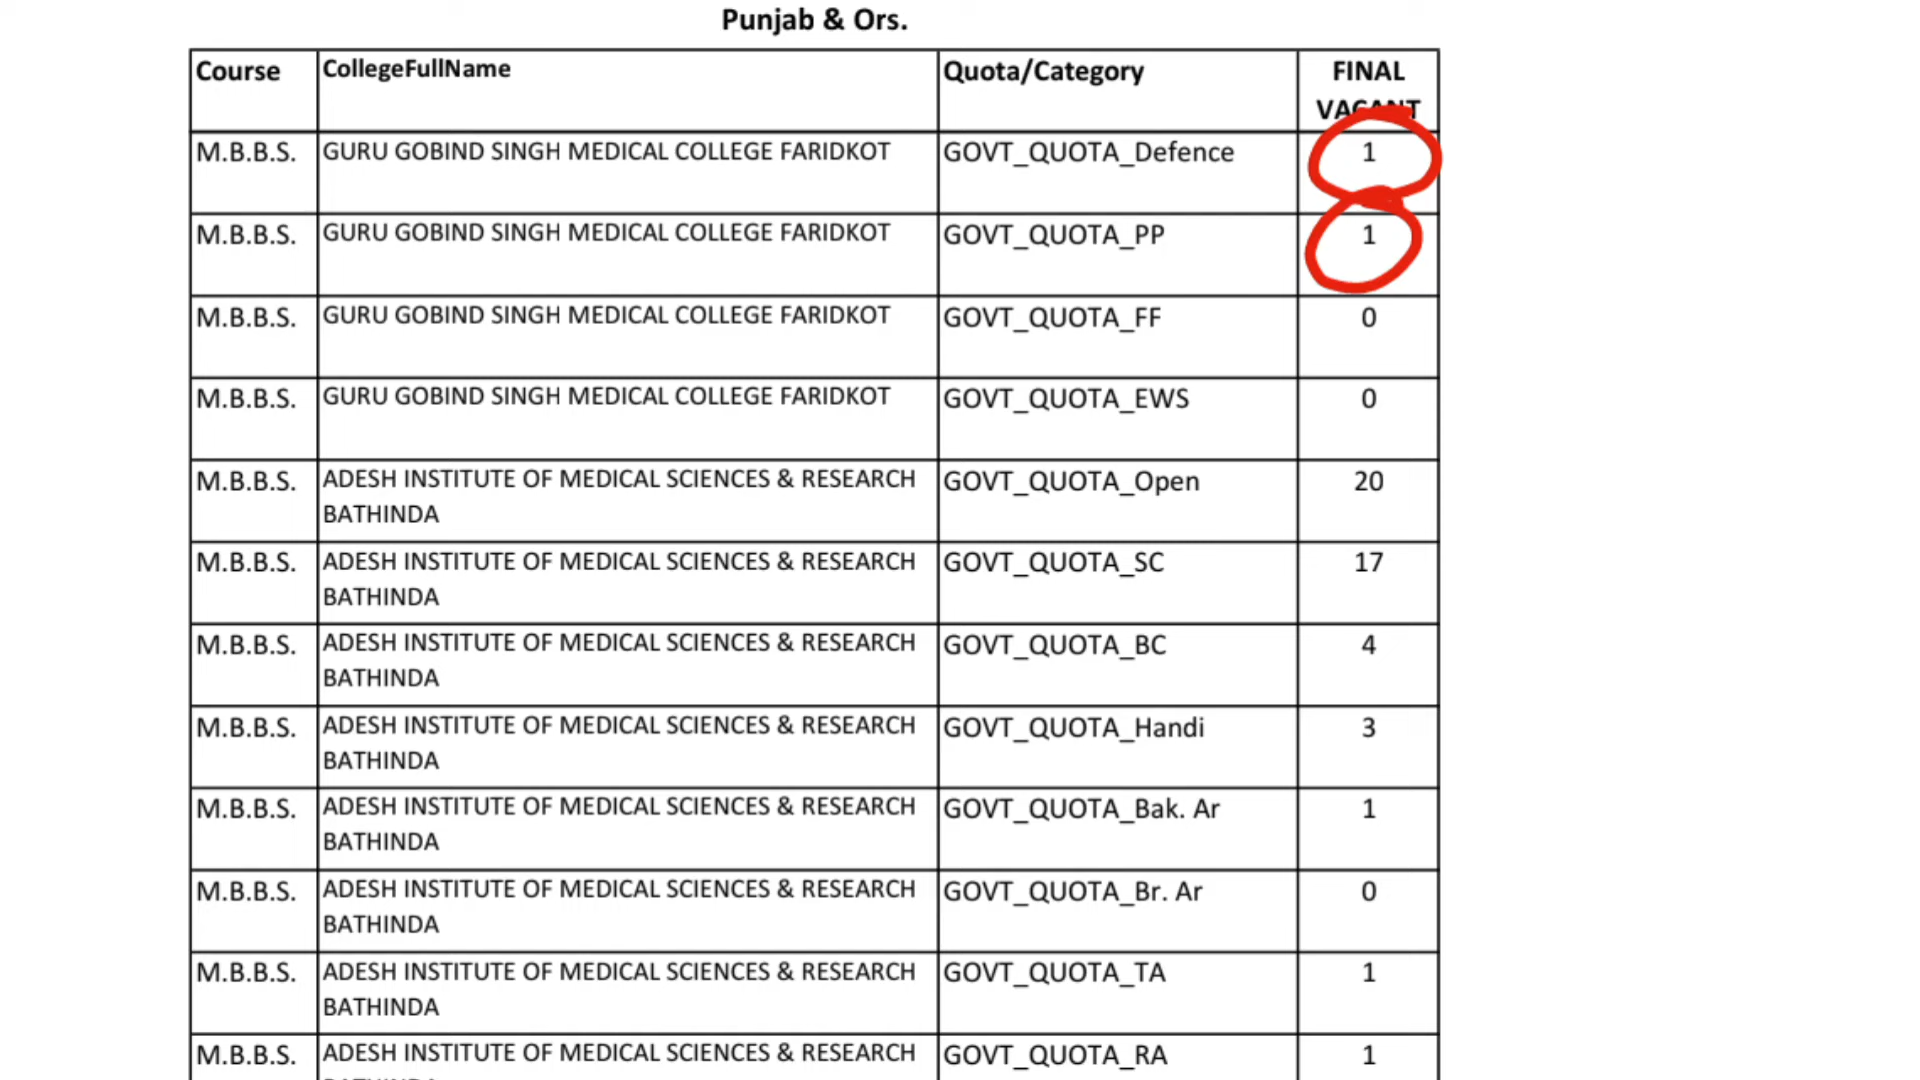 Punjab & Ors.
Course CollegeFullName Quota/Category FINAL
VACANT
M.B.B.S. GURU GOBIND SINGH MEDICAL COLLEGE FARIDKOT GOVT_QUOTA_Defence 1
M.B.B.S. GURU GOBIND SINGH MEDICAL COLLEGE FARIDKOT GOVT_QUOTA_PP 1
M.B.B.S. GURU GOBIND SINGH MEDICAL COLLEGE FARIDKOT GOVT_QUOTA_FF 0
M.B.B.S. GURU GOBIND SINGH MEDICAL COLLEGE FARIDKOT GOVT_QUOTA_EWS 0
M.B.B.S. ADESH INSTITUTE OF MEDICAL SCIENCES & RESEARCH GOVT_QUOTA_Open 20
BATHINDA
M.B.B.S. ADESH INSTITUTE OF MEDICAL SCIENCES & RESEARCH GOVT_QUOTA_SC 17
BATHINDA
M.B.B.S. ADESH INSTITUTE OF MEDICAL SCIENCES & RESEARCH GOVT_QUOTA_BC 4
BATHINDA
M.B.B.S. ADESH INSTITUTE OF MEDICAL SCIENCES & RESEARCH GOVT_QUOTA_Handi 3
BATHINDA
M.B.B.S. ADESH INSTITUTE OF MEDICAL SCIENCES & RESEARCH GOVT_QUOTA_Bak. Ar 1
BATHINDA
M.B.B.S. ADESH INSTITUTE OF MEDICAL SCIENCES & RESEARCH GOVT_QUOTA_Br. Ar 0
BATHINDA
M.B.B.S. ADESH INSTITUTE OF MEDICAL SCIENCES & RESEARCH GOVT_QUOTA_TA 1
BATHINDA
M.B.B.S. ADESH INSTITUTE OF MEDICAL SCIENCES & RESEARCH GOVT_QUOTA_RA 1